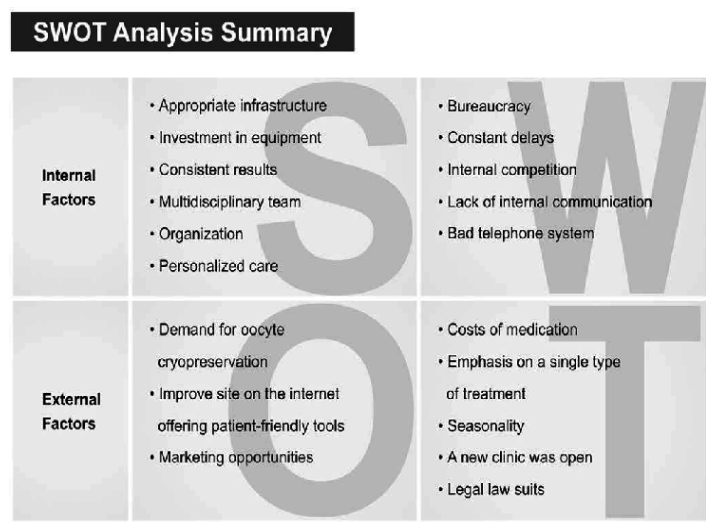 SWOT Analysis Summary
Internal
Factors
S
• Appropriate infrastructure
• Investment in equipment
• Consistent results
• Multidisciplinary team
• Organization
• Personalized care
W
• Bureaucracy
• Constant delays
• Internal competition
• Lack of internal communication
• Bad telephone system
External
Factors
O
• Demand for oocyte
cryopreservation
• Improve site on the internet
offering patient-friendly tools
• Marketing opportunities
T
• Costs of medication
• Emphasis on a single type
of treatment
• Seasonality
• A new clinic was open
• Legal law suits